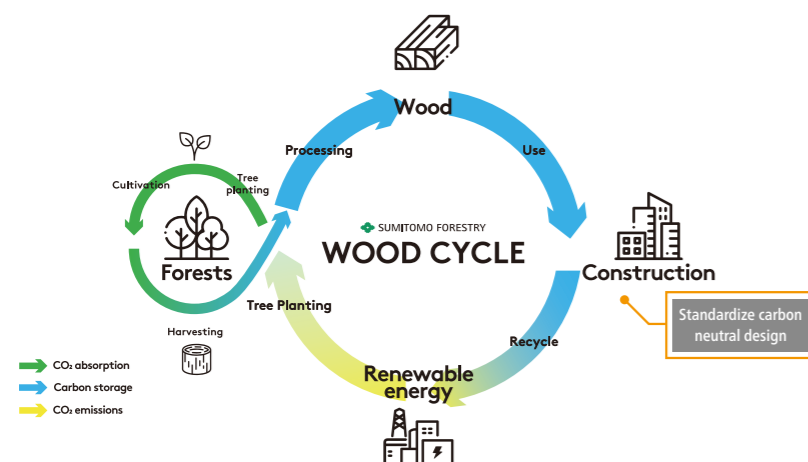 Wood
Processing
Use
Tree
planting
Cultivation
SUMITOMO FORESTRY
WOOD CYCLE
Forests
Construction
Standardize carbon
neutral design
Tree Planting
Harvesting
Recycle
Renewable
energy
CO₂ absorption
Carbon storage
CO₂ emissions